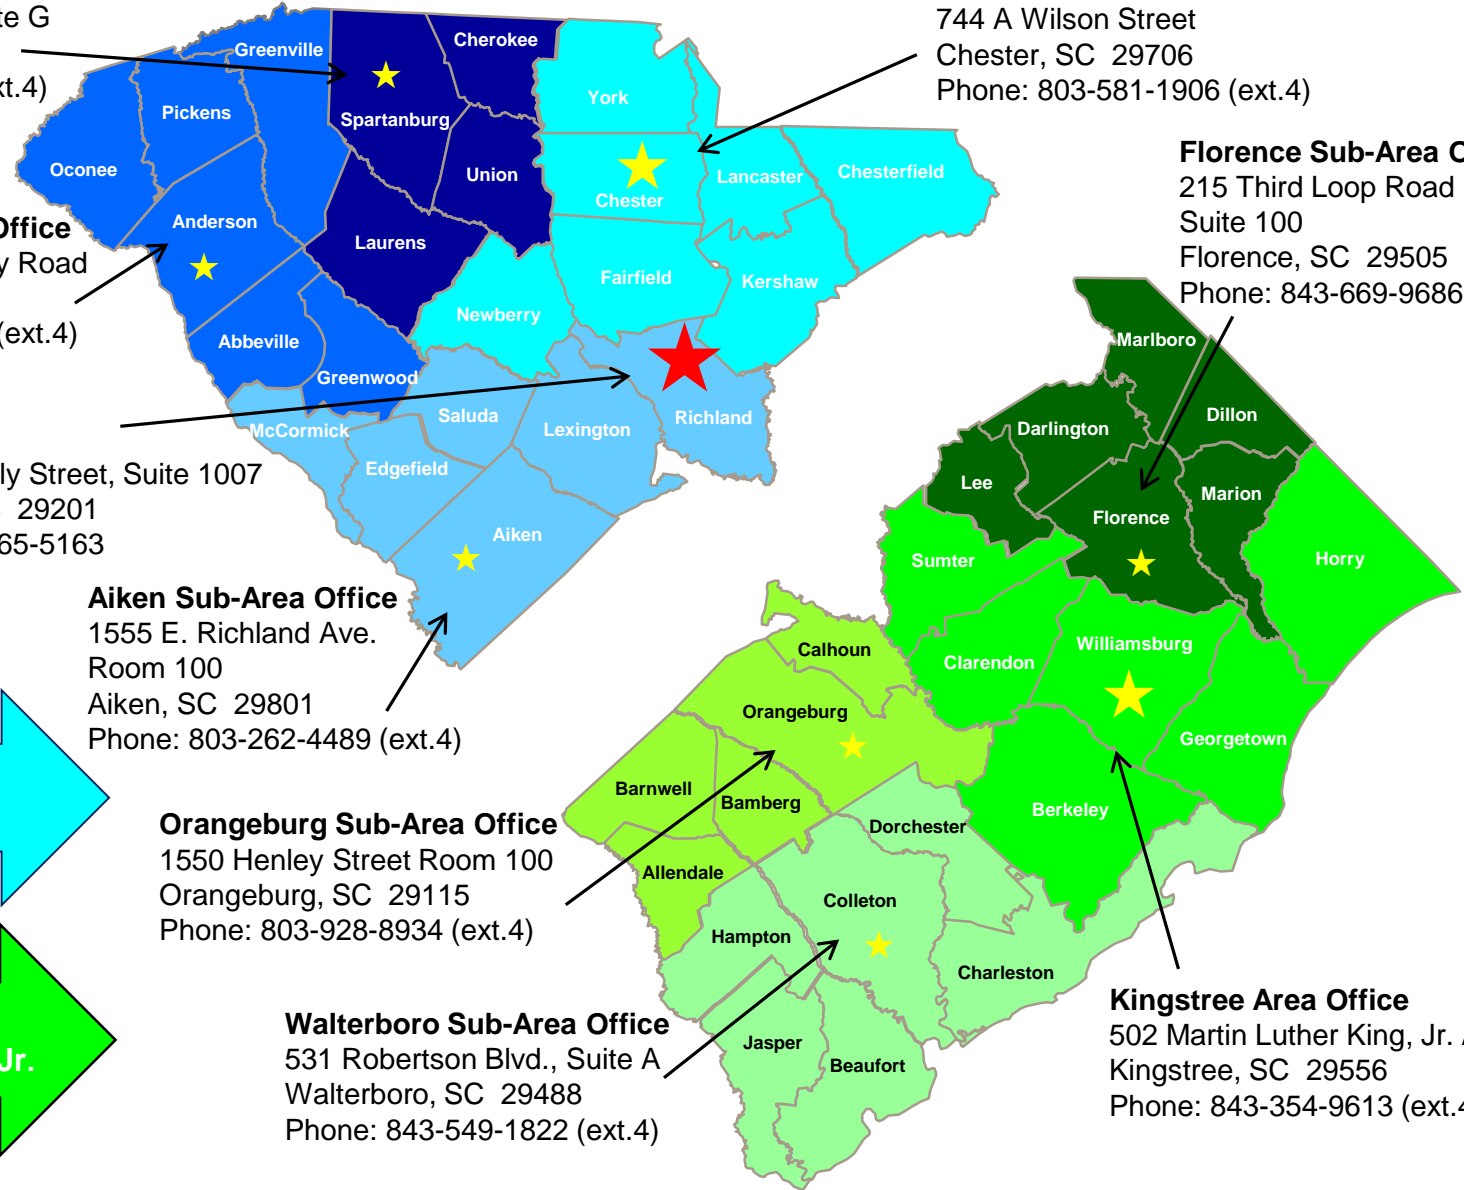 te G
xt.4)
744 A Wilson Street
Chester, SC 29706
Phone: 803-581-1906 (ext.4)
Florence Sub-Area O
215 Third Loop Road
Suite 100
Florence, SC 29505
Phone: 843-669-9686
Office
y Road
(ext.4)
ly Street, Suite 1007
29201
65-5163
Aiken Sub-Area Office
1555 E. Richland Ave.
Room 100
Aiken, SC 29801
Phone: 803-262-4489 (ext.4)
Orangeburg Sub-Area Office
1550 Henley Street Room 100
Orangeburg, SC 29115
Phone: 803-928-8934 (ext.4)
Walterboro Sub-Area Office
531 Robertson Blvd., Suite A
Walterboro, SC 29488
Phone: 843-549-1822 (ext.4)
Kingstree Area Office
502 Martin Luther King, Jr. A
Kingstree, SC 29556
Phone: 843-354-9613 (ext.4
Jr.
Greenville
Cherokee
Pickens
York
Spartanburg
Oconee
Union
Lancaster
Chesterfield
Chester
Anderson
Laurens
Fairfield
Kershaw
Newberry
Abbeville
Greenwood
Saluda
Richland
McCormick
Lexington
Edgefield
Aiken
Marlboro
Dillon
Darlington
Lee
Marion
Florence
Horry
Sumter
Williamsburg
Calhoun
Clarendon
Orangeburg
Georgetown
Barnwell
Bamberg
Berkeley
Dorchester
Allendale
Colleton
Hampton
Charleston
Jasper
Beaufort